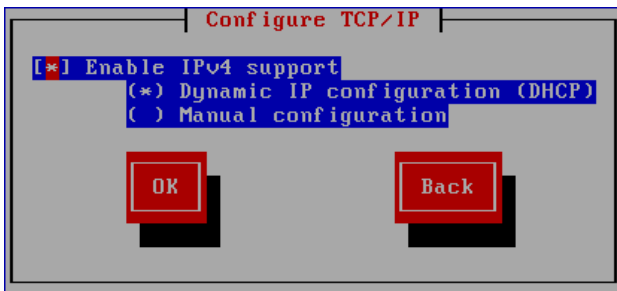 Configure TCP/IP
[*] Enable IPv4 support
(*) Dynamic IP configuration (DHCP)
( ) Manual configuration
OK Back